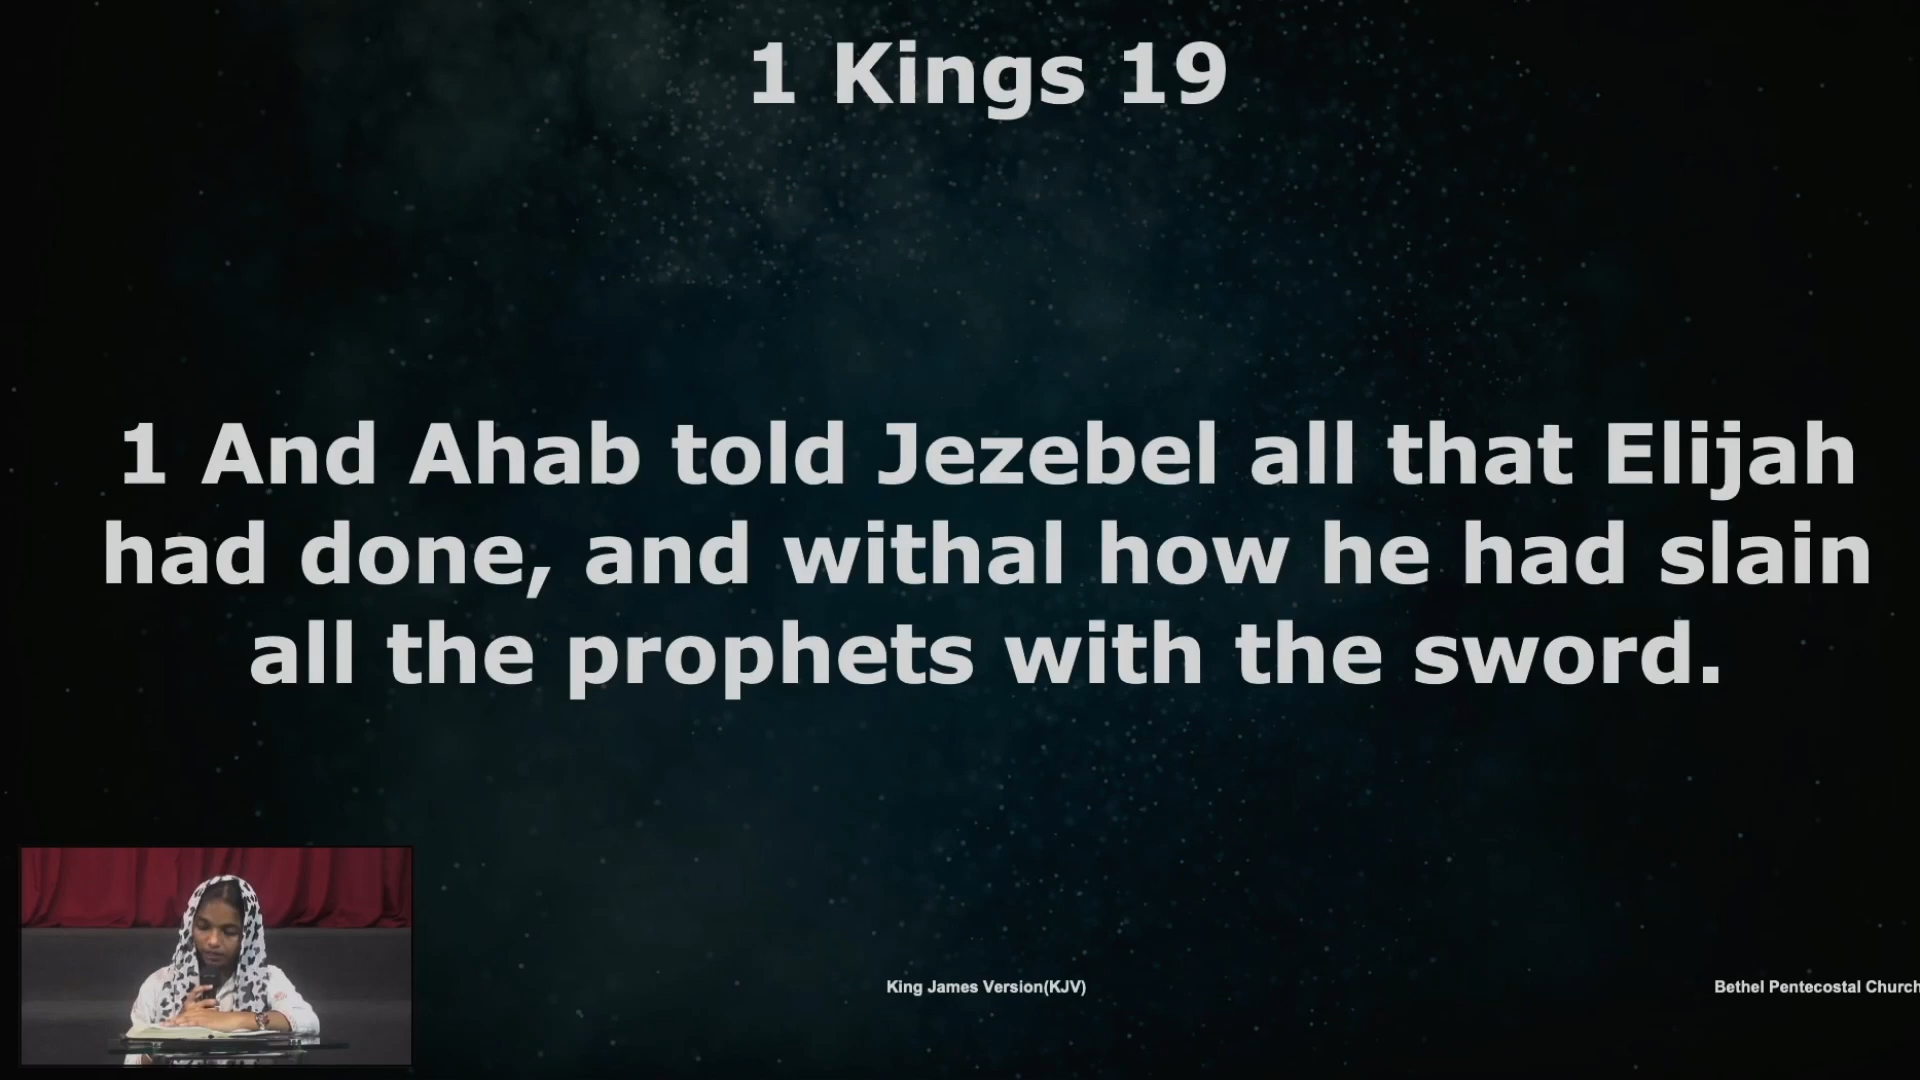 1 Kings 19
1 And Ahab told Jezebel all that Elijah
had done, and withal how he had slain
all the prophets with the sword.
King James Version(KJV)
Bethel Pentecostal Church